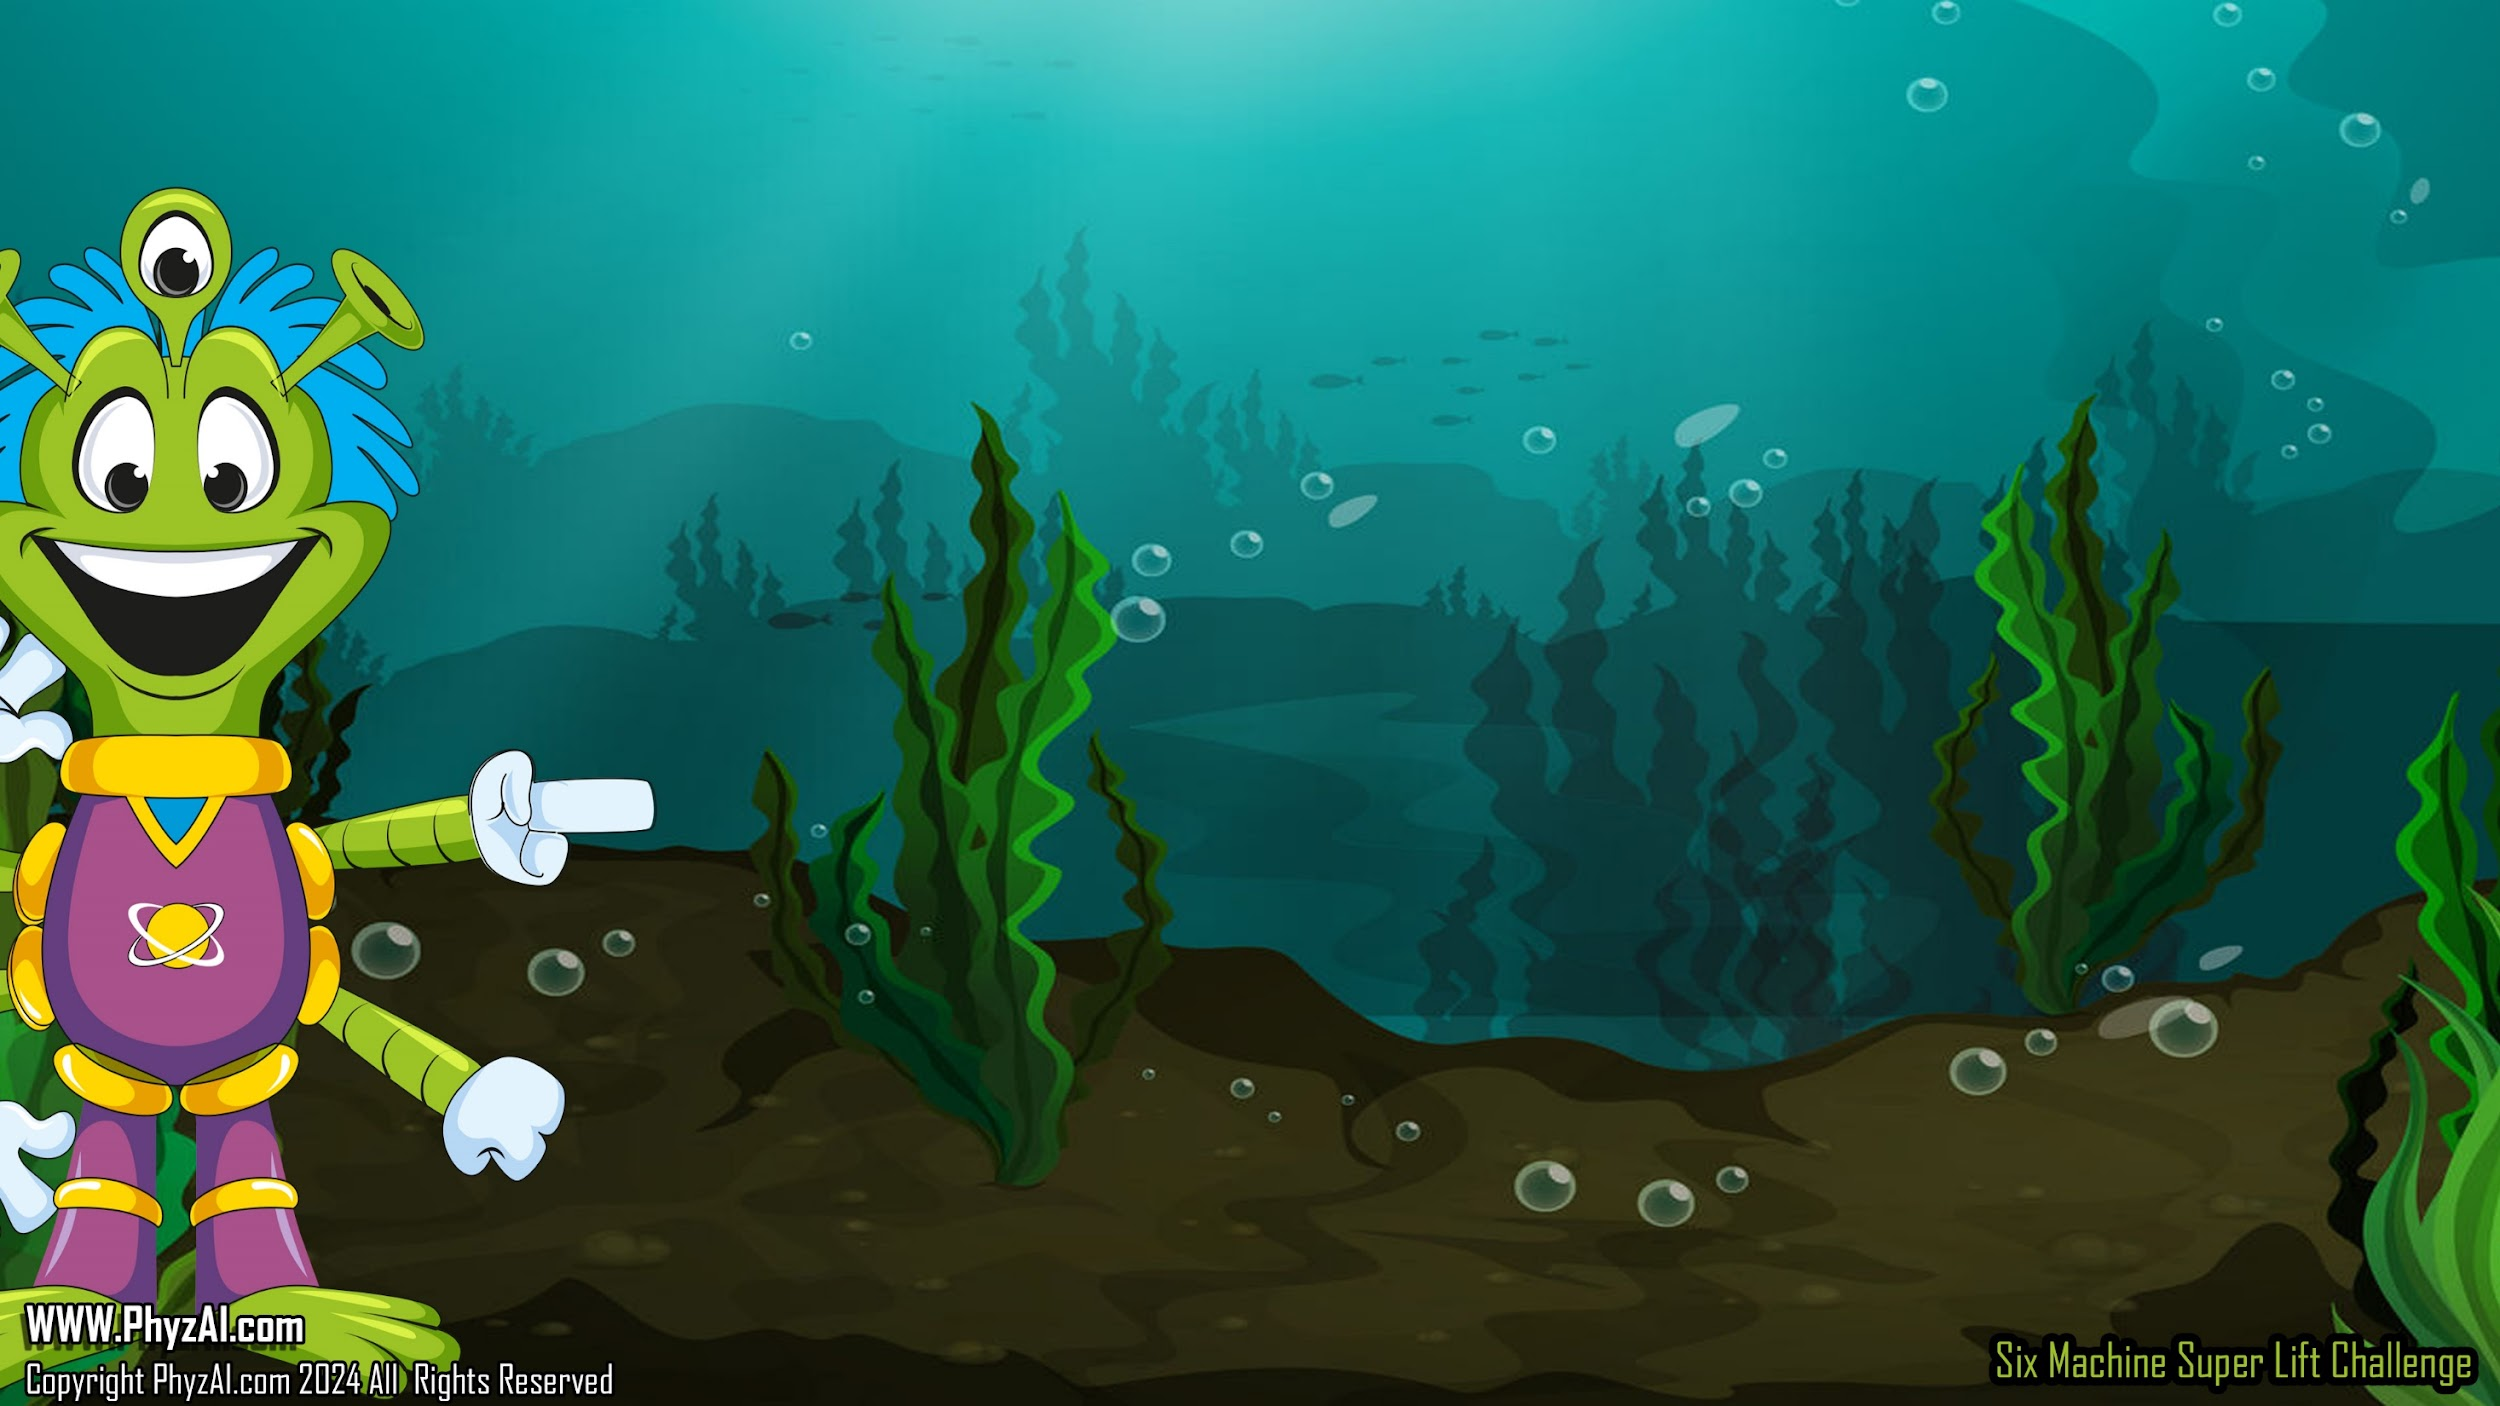 WWW.PhyzAI.com
Copyright PhyzAI.com 2024 All Rights Reserved
Six Machine Super Lift Challenge